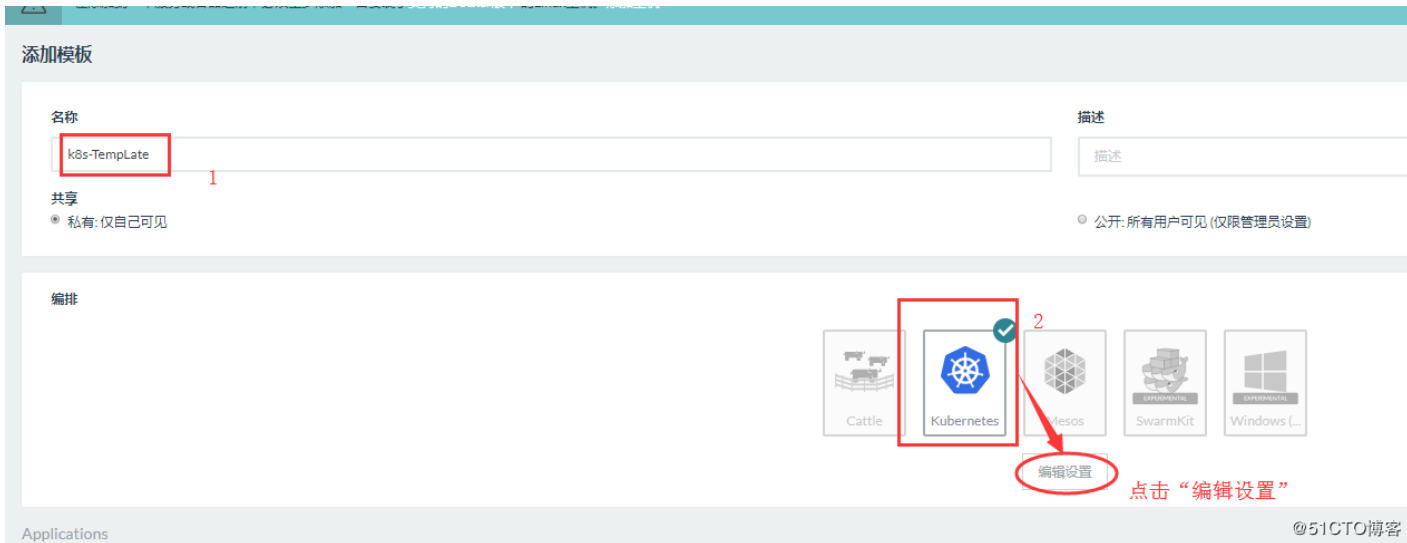 添加模板
名称
描述
k8s-TempLate
描述
1
共享
私有: 仅自己可见
公开: 所有用户可见 (仅限管理员设置)
编排
2
EXPERIMENTAL
EXPERIMENTAL
Cattle
Kubernetes
Mesos
SwarmKit
Windows (...
编辑设置
点击“编辑设置”
Applications
@51CTO博客